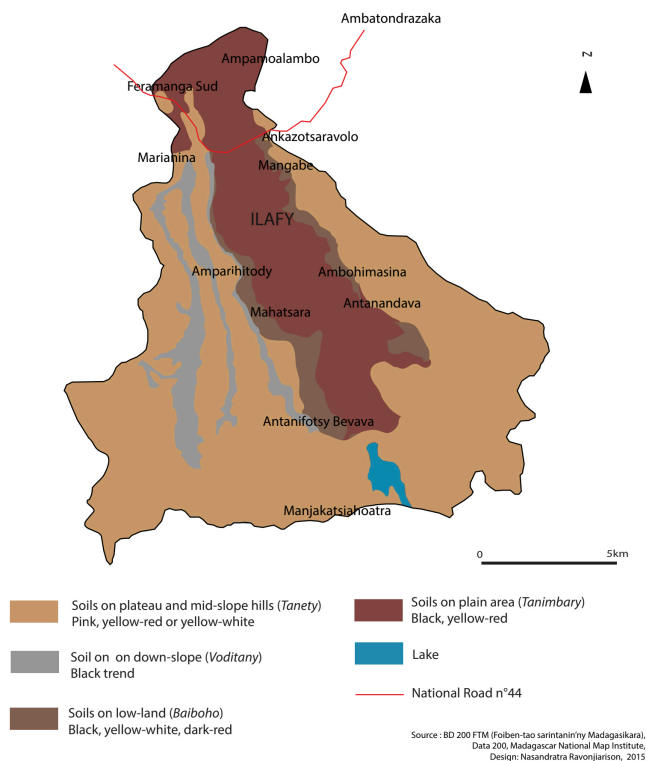 Ambatondrazaka
Ampamoalambo
Feramanga Sud
Ankazotsaravolo
Marianina
Mangabe
ILAFY
Amparihitody
Ambohimasina
Antanandava
Mahatsara
Antanifotsy Bevava
Manjakatsiahoatra
N
0 5km
Soils on plateau and mid-slope hills (Tanety)
Pink, yellow-red or yellow-white
Soil on on down-slope (Voditany)
Black trend
Soils on low-land (Baiboho)
Black, yellow-white, dark-red
Soils on plain area (Tanimbary)
Black, yellow-red
Lake
National Road n°44
Source : BD 200 FTM (Foiben-tao sarintanin'ny Madagasikara),
Data 200, Madagascar National Map Institute,
Design: Nasandratra Ravonjiarison, 2015